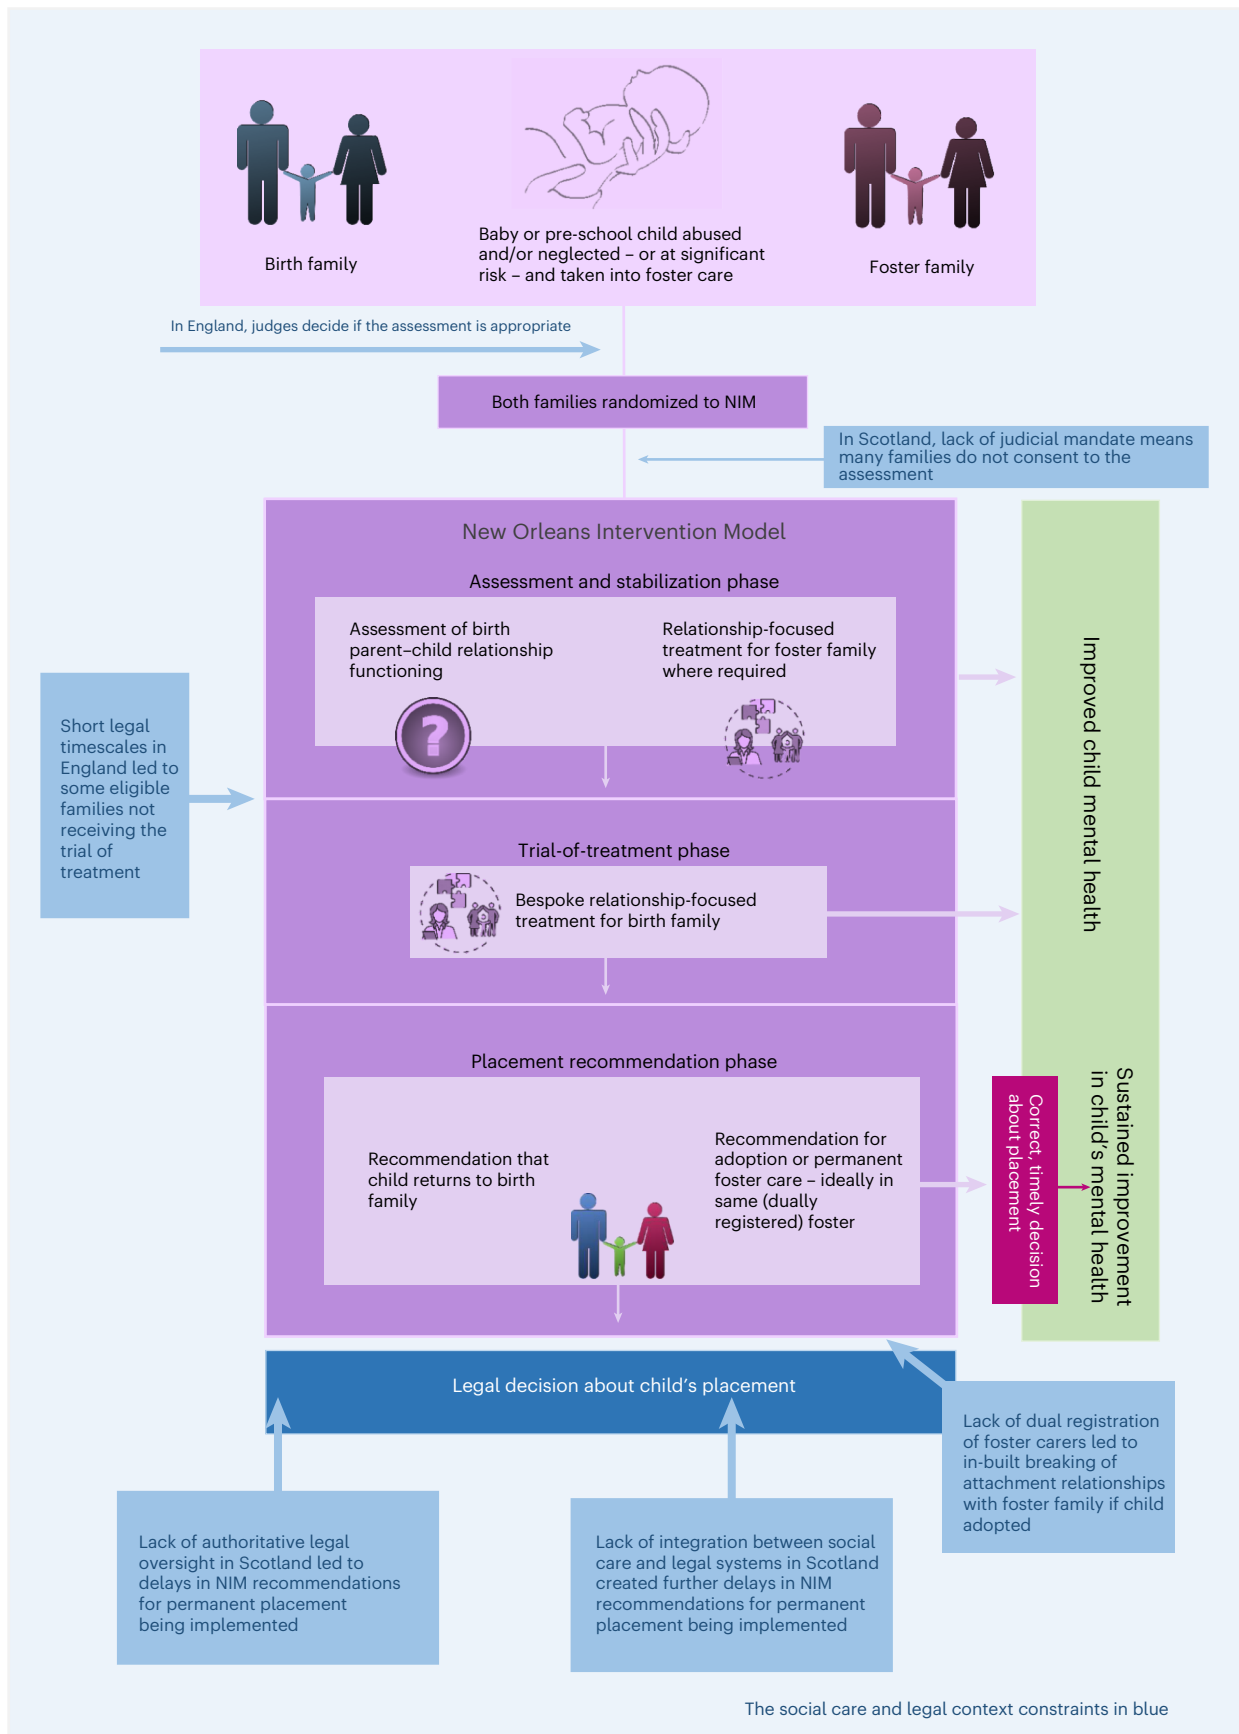 Birth family
Baby or pre-school child abused
and/or neglected – or at significant
risk – and taken into foster care
Foster family
In England, judges decide if the assessment is appropriate
Both families randomized to NIM
In Scotland, lack of judicial mandate means
many families do not consent to the
assessment
New Orleans Intervention Model
Assessment and stabilization phase
Assessment of birth
parent–child relationship
functioning
Relationship-focused
treatment for foster family
where required
?
Improved child mental health
Short legal
timescales in
England led to
some eligible
families not
receiving the
trial of
treatment
Trial-of-treatment phase
Bespoke relationship-focused
treatment for birth family
Placement recommendation phase
Recommendation that
child returns to birth
family
Recommendation for
adoption or permanent
foster care – ideally in
same (dually
registered) foster
Correct, timely decision
about placement
Sustained improvement
in child’s mental health
Legal decision about child’s placement
Lack of dual registration
of foster carers led to
in-built breaking of
attachment relationships
with foster family if child
adopted
Lack of authoritative legal
oversight in Scotland led to
delays in NIM recommendations
for permanent placement
being implemented
Lack of integration between social
care and legal systems in Scotland
created further delays in NIM
recommendations for permanent
placement being implemented
The social care and legal context constraints in blue